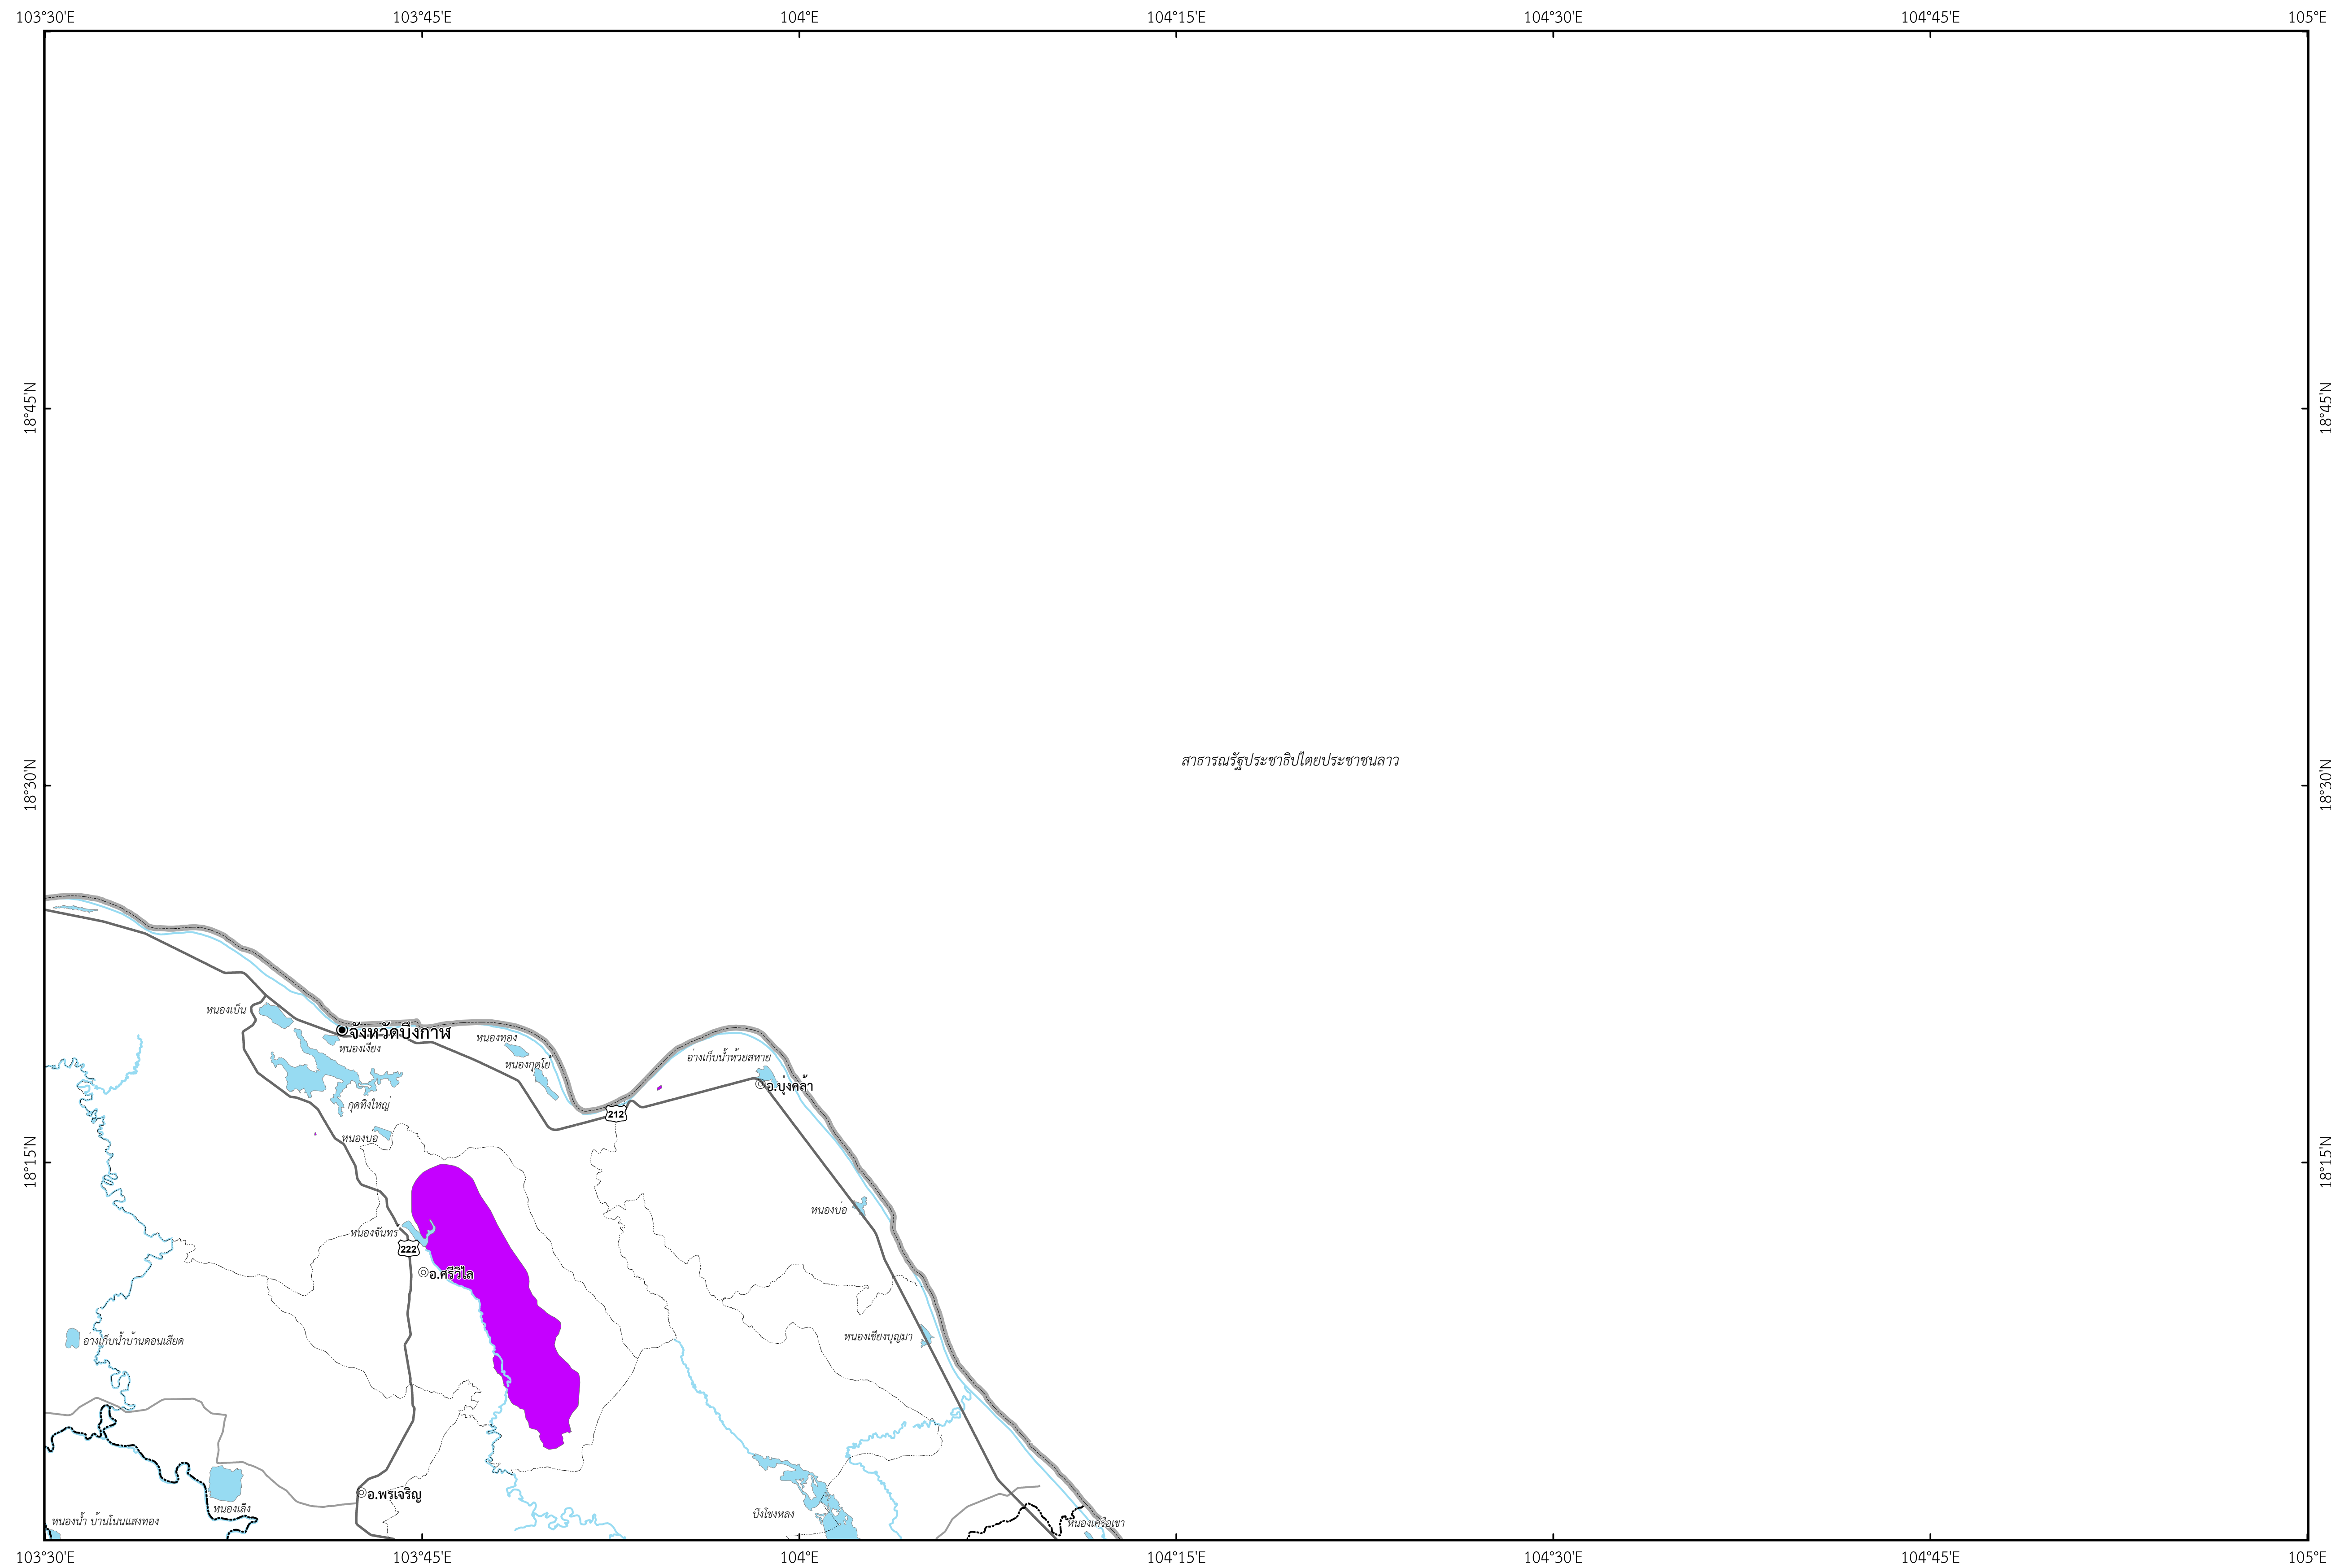 103°30'E 103°45'E 104°E 104°15'E 104°30'E 104°45'E 105°E
18°45'N 18°45'N
สาธารณรัฐประชาธิปไตยประชาชนลาว
18°30'N 18°30'N
หนองเบ็น
จังหวัดบึงกาฬ
หนองทอง
หนองเงียง
อ่างเก็บน้ำห้วยสหาย
หนองกุดโย้
อ.บุ่งคล้า
กุดทิงใหญ่
212
หนองบอ
18°15'N 18°15'N
หนองบ่อ
หนองจันทร์
222
อ.ศรีวิไล
หนองเชียงบุญมา
อ่างเก็บน้ำบ้านดอนเสียด
อ.พรเจริญ
หนองเลิง
บึงโขงหลง
หนองน้ำ บ้านโนนแสงทอง
หนองเครือเขา
103°30'E 103°45'E 104°E 104°15'E 104°30'E 104°45'E 105°E